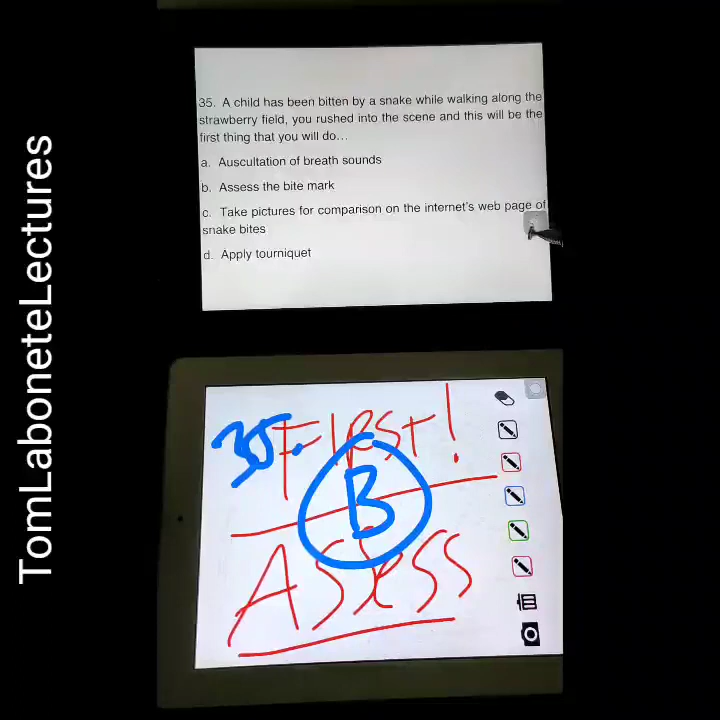 TomLaboneteLectures
35. A child has been bitten by a snake while walking along the
strawberry field, you rushed into the scene and this will be the
first thing that you will do...
a. Auscultation of breath sounds
b. Assess the bite mark
c. Take pictures for comparison on the internet's web page of
snake bites
d. Apply tourniquet
35. First!
B
Assess